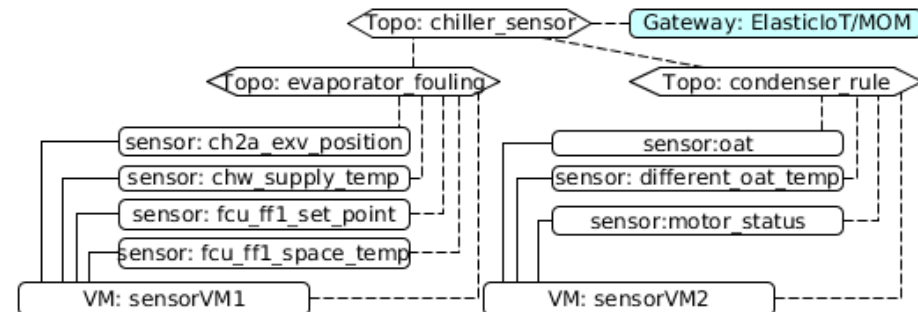 Topo: chiller_sensor
Gateway: ElasticIoT/MOM
Topo: evaporator_fouling
Topo: condenser_rule
sensor: ch2a_exv_position
sensor:oat
sensor: chw_supply_temp
sensor: different_oat_temp
sensor: fcu_ff1_set_point
sensor:motor_status
sensor: fcu_ff1_space_temp
VM: sensorVM1
VM: sensorVM2